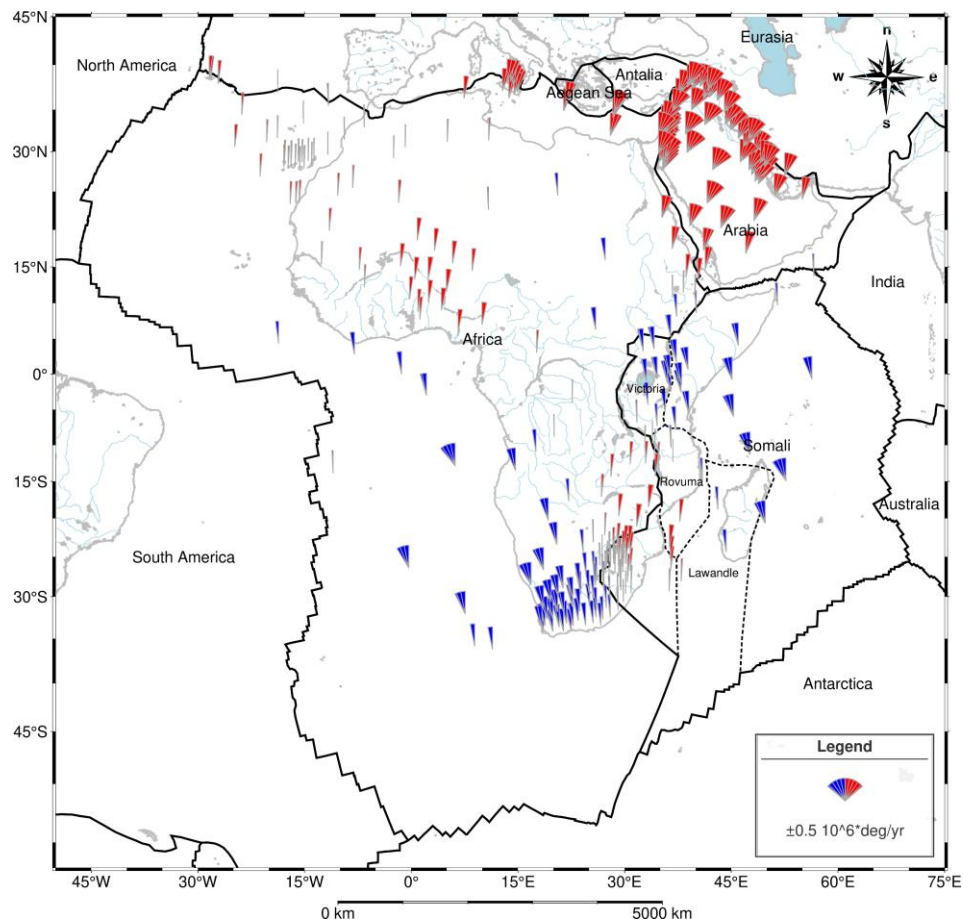 45°N
30°N
15°N
0°
15°S
30°S
45°S
North America
Eurasia
n
w
e
s
Antalia
Aegean Sea
Arabia
India
Africa
Victoria
Somali
Rovuma
Australia
South America
Lawandle
Antarctica
Legend
±0.5 10^6*deg/yr
45°W
30°W
15°W
0°
15°E
30°E
45°E
60°E
75°E
0 km
5000 km